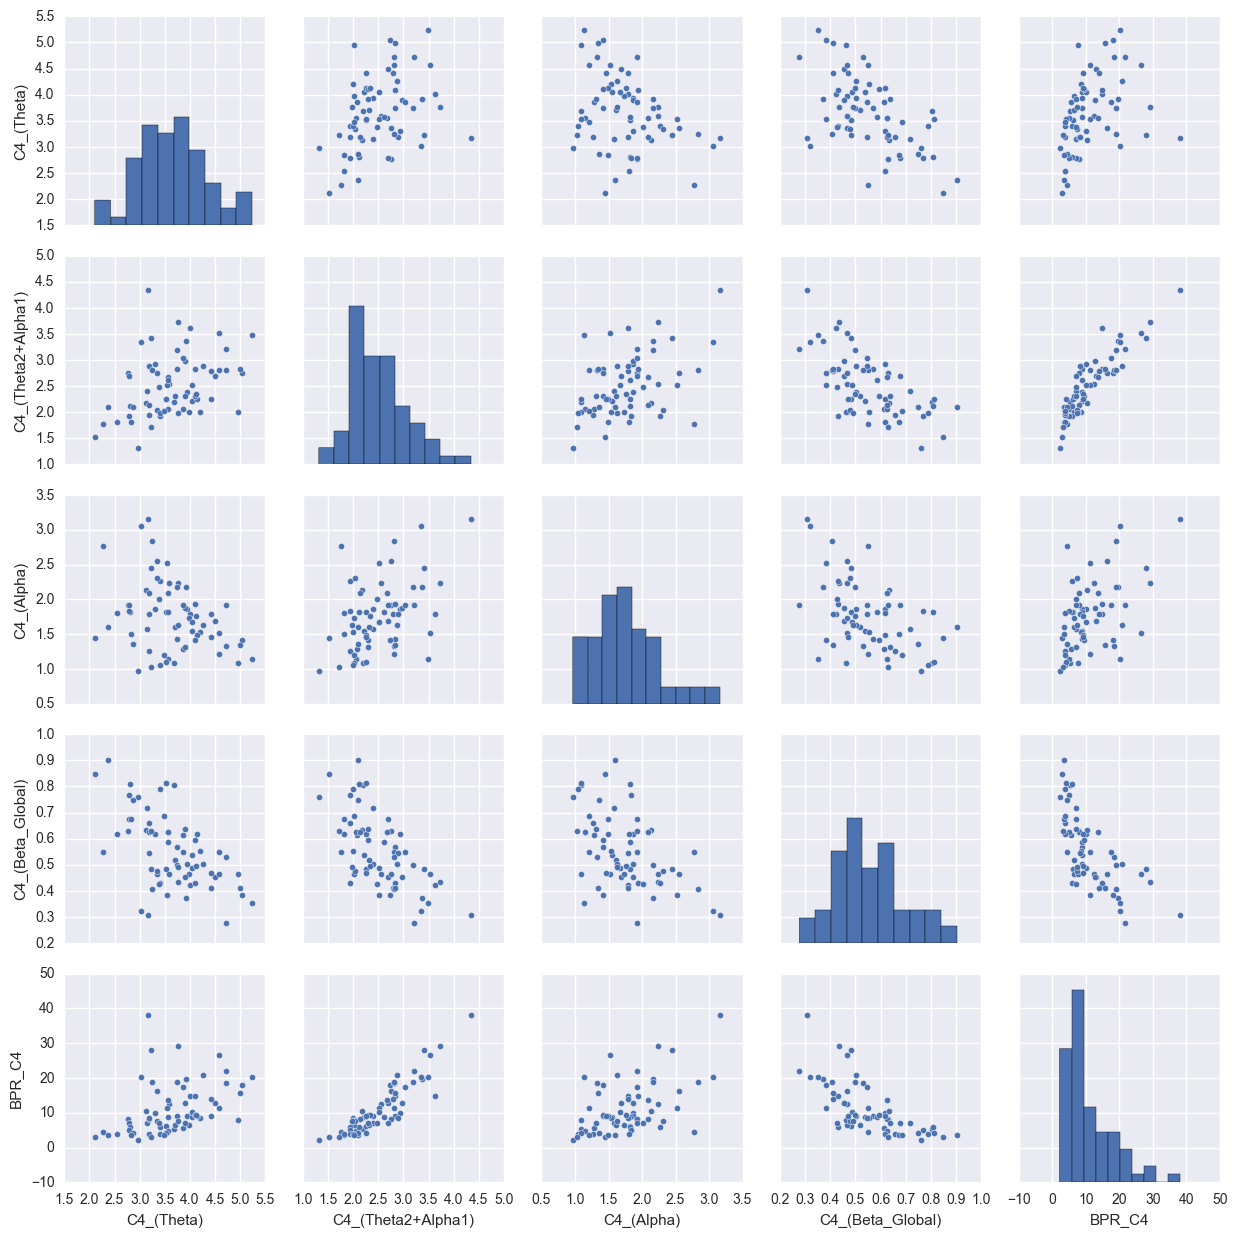 5.5
5.0
4.5
4.0
3.5
3.0
2.5
2.0
1.5
C4_(Theta)
5.0
4.5
4.0
3.5
3.0
2.5
2.0
1.5
1.0
C4_(Theta2+Alpha1)
3.5
3.0
2.5
2.0
1.5
1.0
0.5
C4_(Alpha)
1.0
0.9
0.8
0.7
0.6
0.5
0.4
0.3
0.2
C4_(Beta_Global)
50
40
30
20
10
0
−10
BPR_C4
1.5 2.0 2.5 3.0 3.5 4.0 4.5 5.0 5.5
C4_(Theta)
1.0 1.5 2.0 2.5 3.0 3.5 4.0 4.5 5.0
C4_(Theta2+Alpha1)
0.5 1.0 1.5 2.0 2.5 3.0 3.5
C4_(Alpha)
0.2 0.3 0.4 0.5 0.6 0.7 0.8 0.9 1.0
C4_(Beta_Global)
−10 0 10 20 30 40 50
BPR_C4